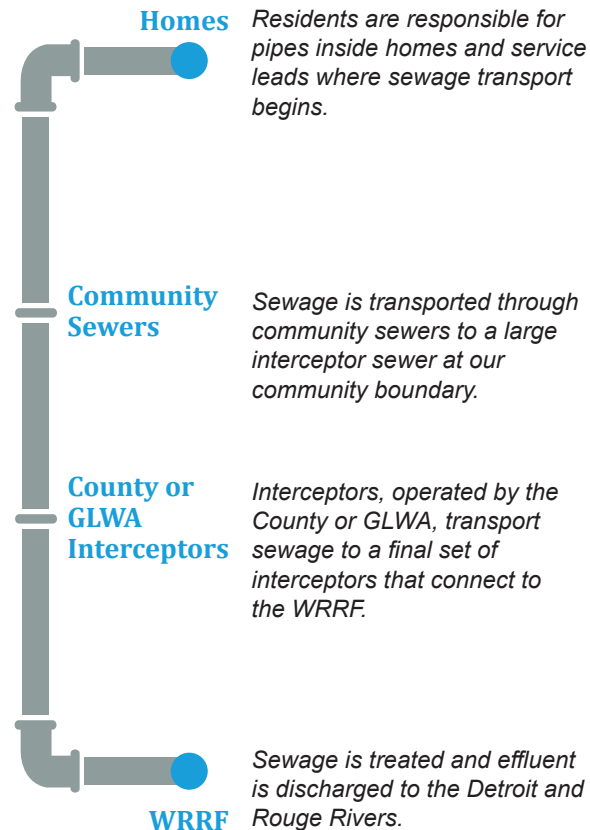 Homes
Residents are responsible for
pipes inside homes and service
leads where sewage transport
begins.
Community
Sewers
Sewage is transported through
community sewers to a large
interceptor sewer at our
community boundary.
County or
GLWA
Interceptors
Interceptors, operated by the
County or GLWA, transport
sewage to a final set of
interceptors that connect to
the WRRF.
WRRF
Sewage is treated and effluent
is discharged to the Detroit and
Rouge Rivers.